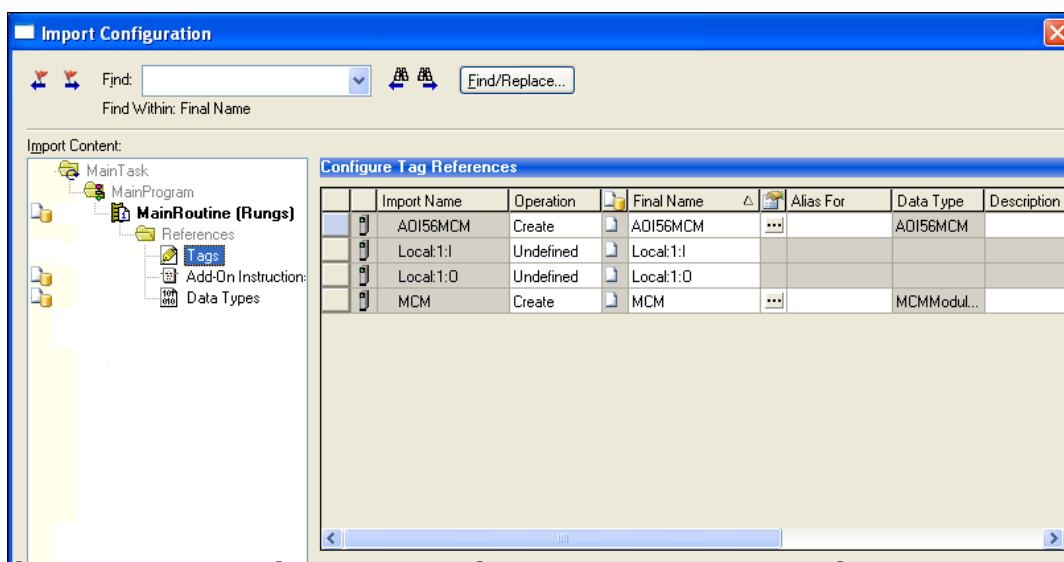 Import Configuration
Find:
Find/Replace...
Find Within: Final Name
Import Content:
MainTask
MainProgram
MainRoutine (Rungs)
References
Tags
Add-On Instruction
Data Types
Configure Tag References
Import Name Operation Final Name Alias For Data Type Description
AOI56MCM Create AOI56MCM ... AOI56MCM
Local:1:I Undefined Local:1:I
Local:1:O Undefined Local:1:O
MCM Create MCM ... MCMModul...